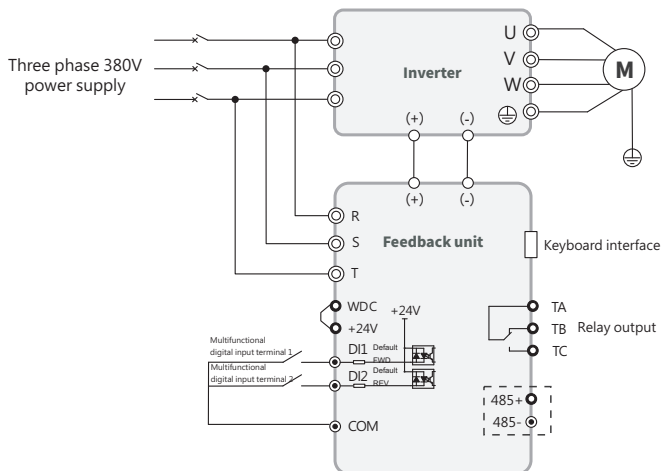 Three phase 380V
power supply
Inverter
U
V
W
M
(+)
(-)
(+)
(-)
R
S
T
Feedback unit
Keyboard interface
WDC
+24V
+24V
TA
TB
TC
Relay output
Multifunctional
digital input terminal 1
DI1
Default
FWD
Multifunctional
digital input terminal 2
DI2
Default
REV
COM
485+
485-